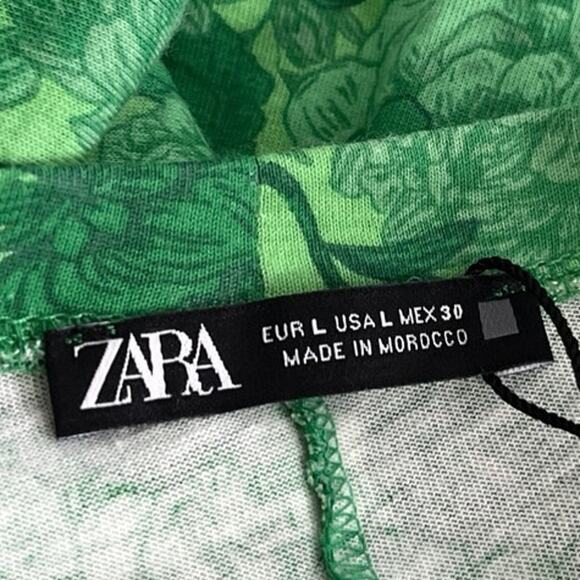 ZARA
EUR L USA L MEX 30
MADE IN MOROCCO